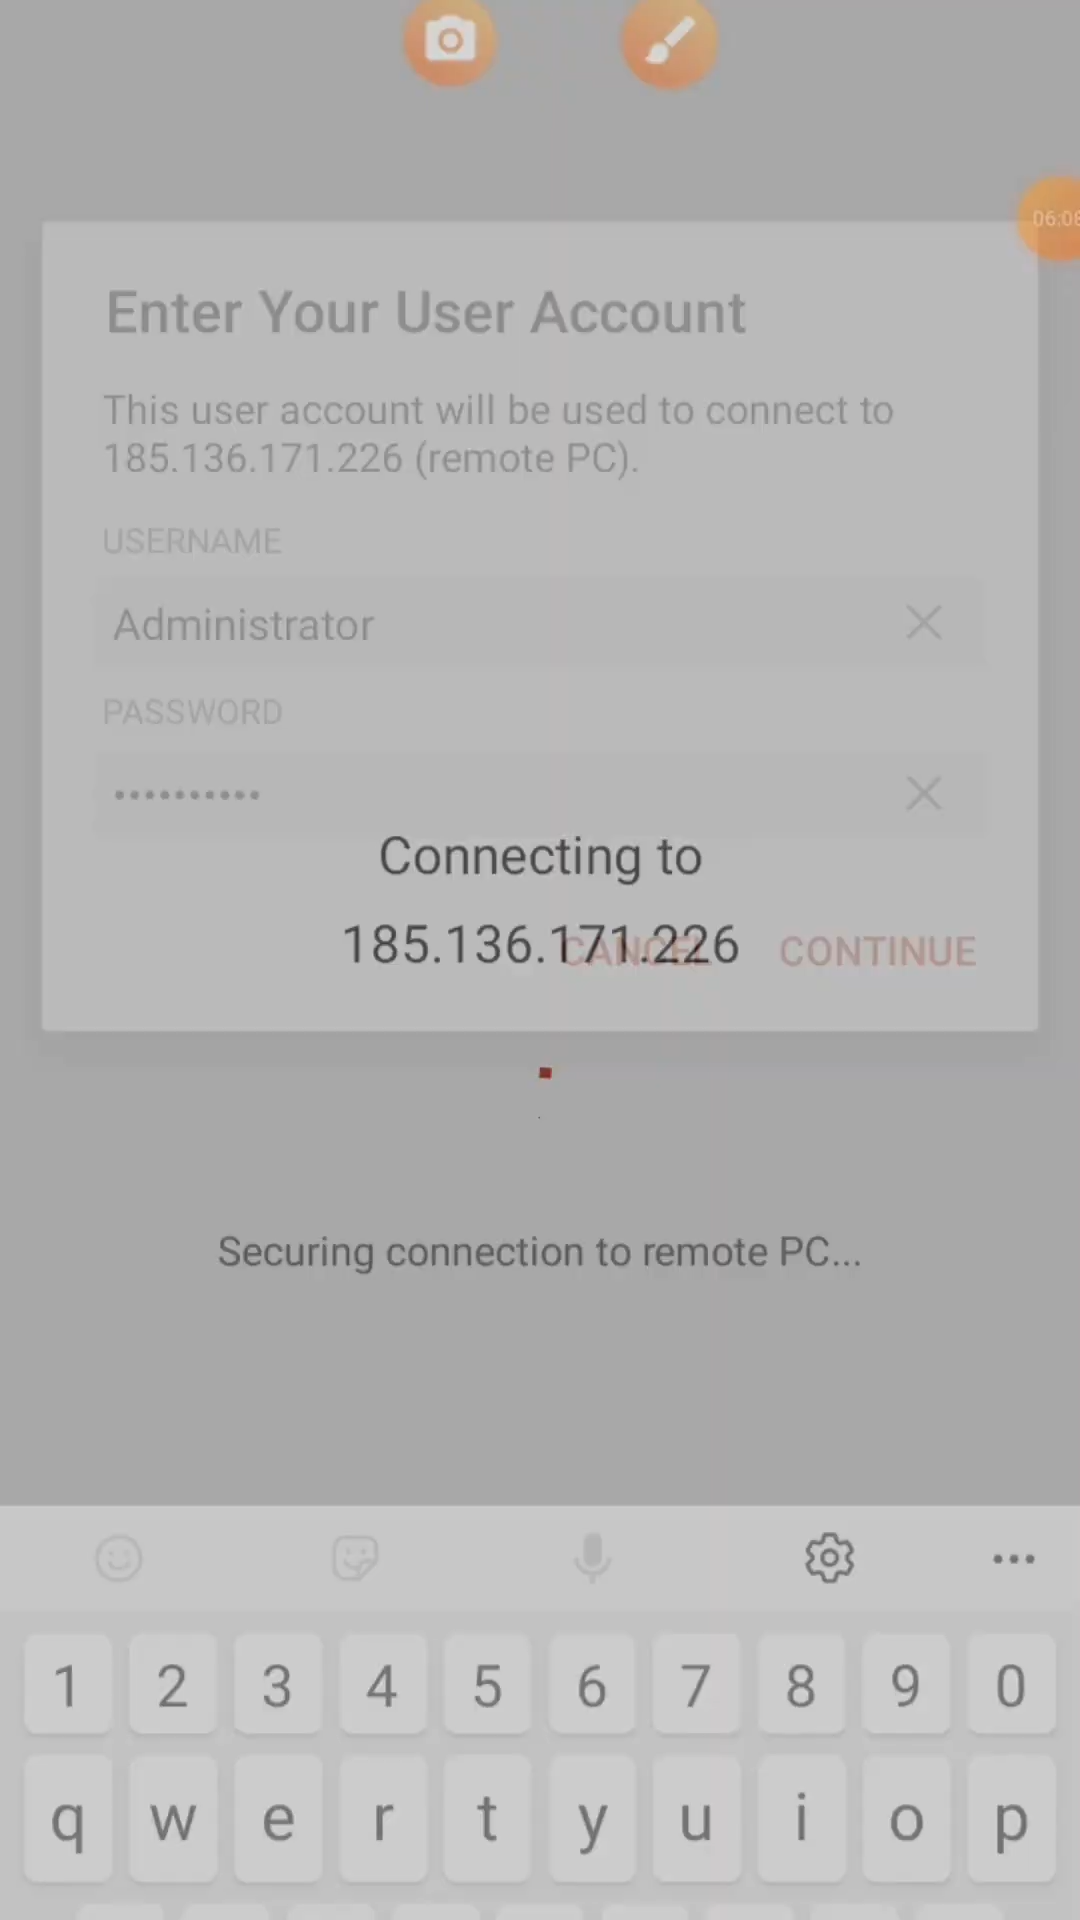 06:08
Enter Your User Account
This user account will be used to connect to
185.136.171.226 (remote PC).
USERNAME
Administrator
PASSWORD
••••••••••
Connecting to
185.136.171.226
CANCEL CONTINUE
Securing connection to remote PC...
1 2 3 4 5 6 7 8 9 0
q w e r t y u i o p